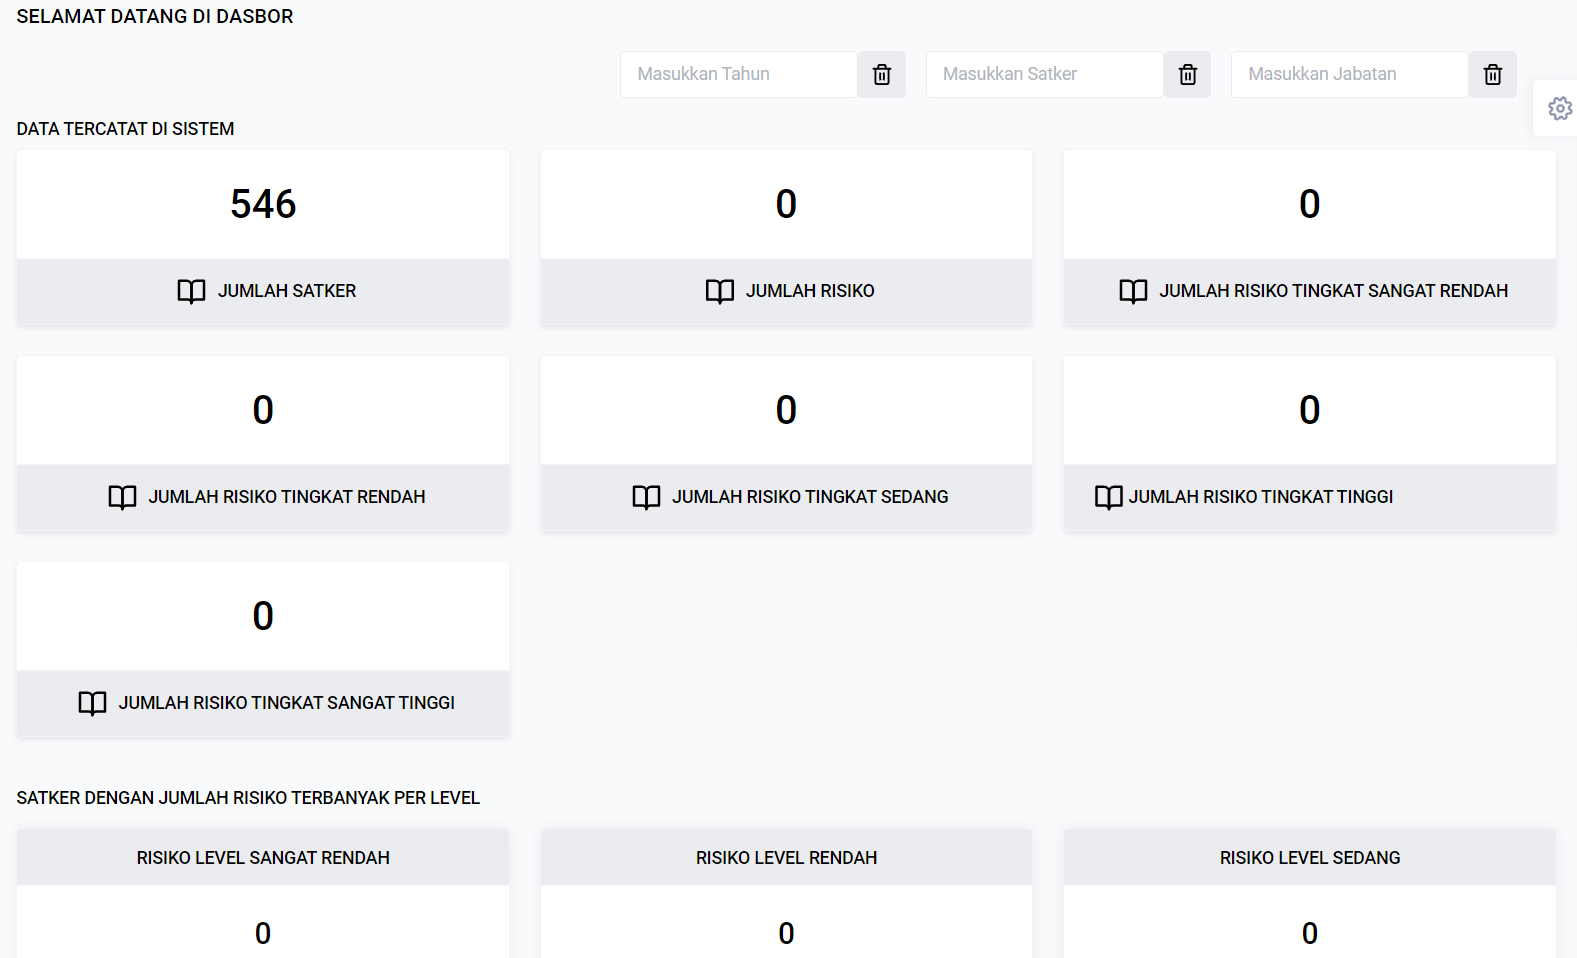 SELAMAT DATANG DI DASBOR
Masukkan Tahun
Masukkan Satker
Masukkan Jabatan
DATA TERCATAT DI SISTEM
546
JUMLAH SATKER
0
JUMLAH RISIKO
0
JUMLAH RISIKO TINGKAT SANGAT RENDAH
0
JUMLAH RISIKO TINGKAT RENDAH
0
JUMLAH RISIKO TINGKAT SEDANG
0
JUMLAH RISIKO TINGKAT TINGGI
0
JUMLAH RISIKO TINGKAT SANGAT TINGGI
SATKER DENGAN JUMLAH RISIKO TERBANYAK PER LEVEL
RISIKO LEVEL SANGAT RENDAH
0
RISIKO LEVEL RENDAH
0
RISIKO LEVEL SEDANG
0